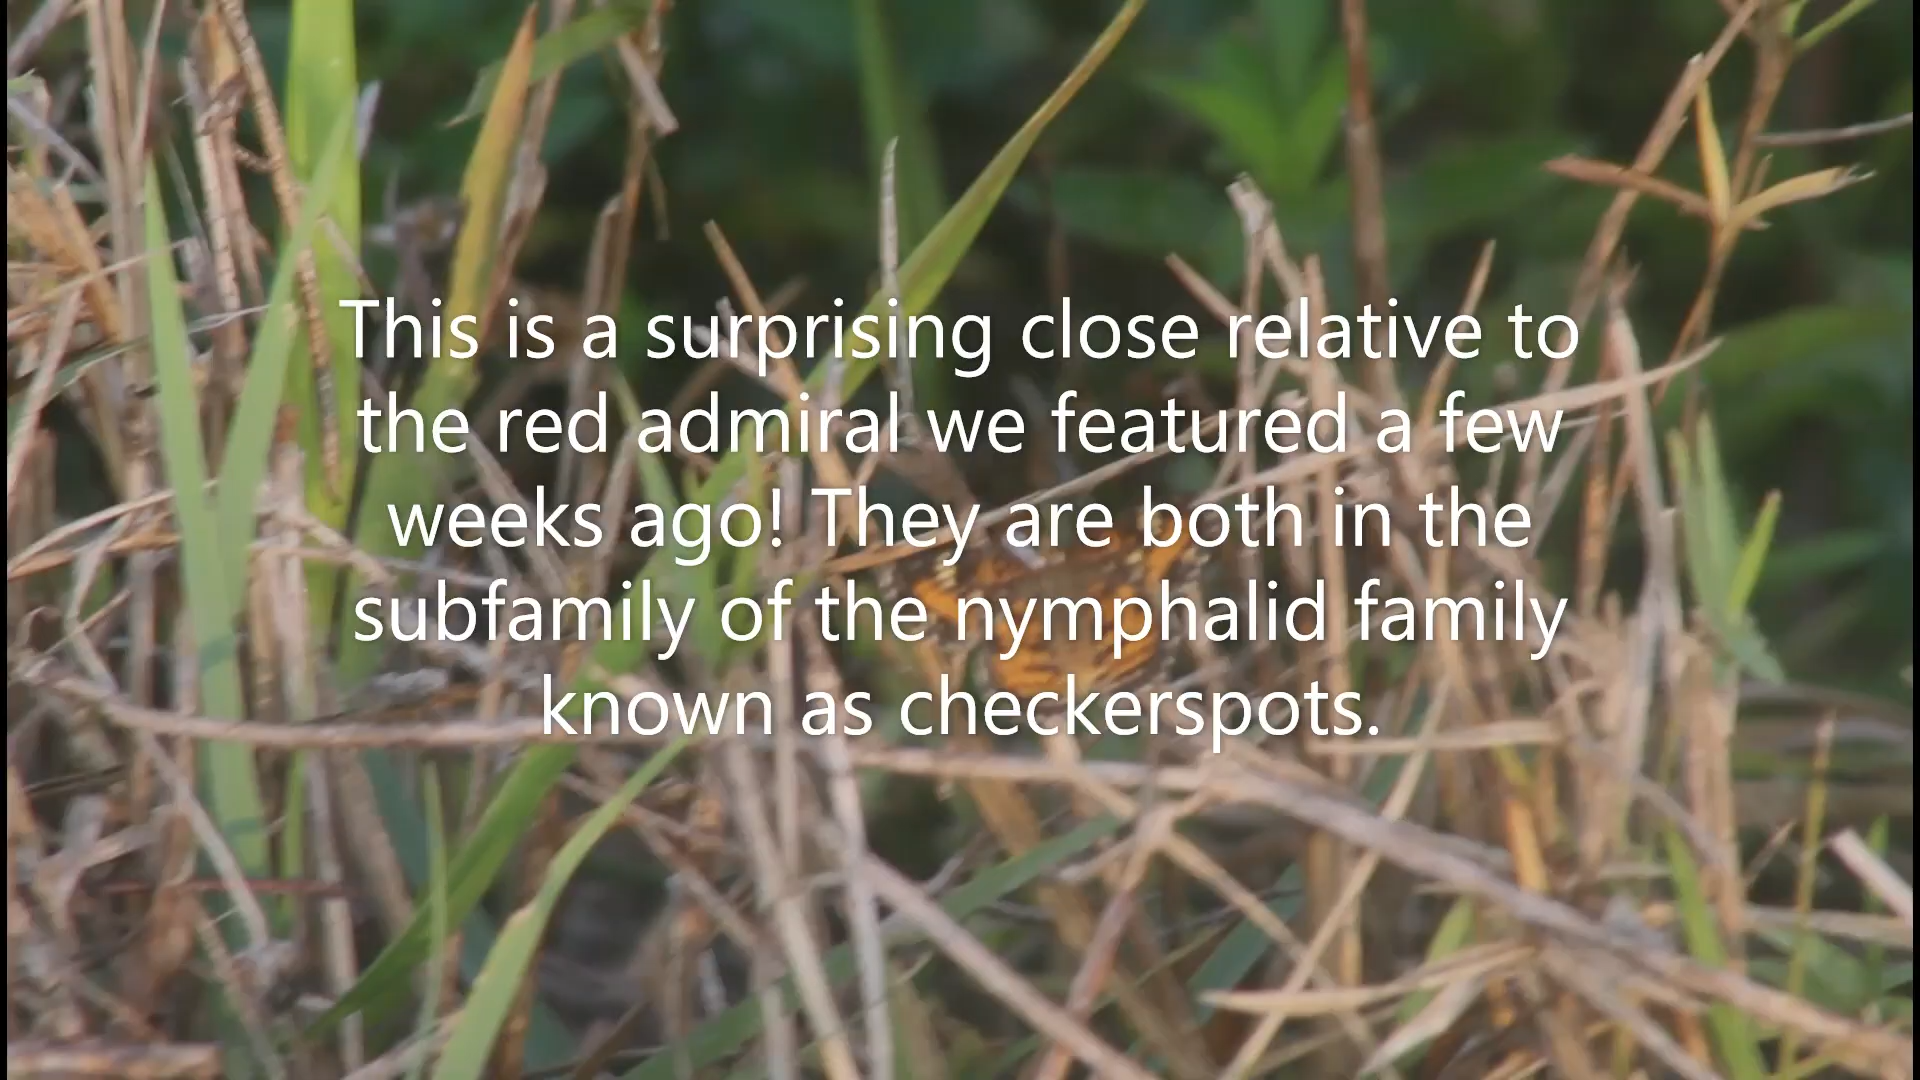 This is a surprising close relative to
the red admiral we featured a few
weeks ago! They are both in the
subfamily of the nymphalid family
known as checkerspots.